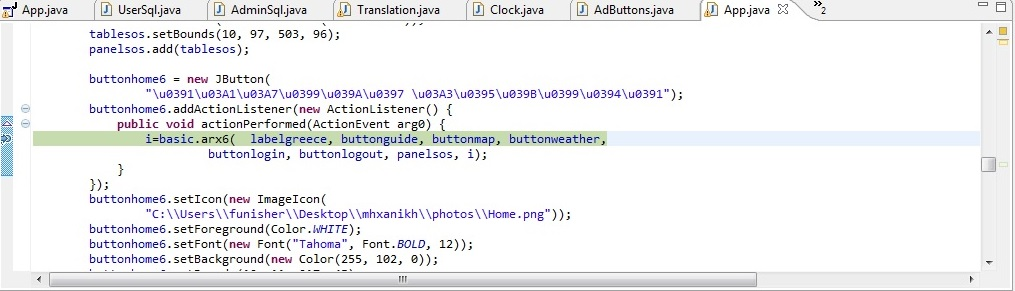 App.java UserSql.java AdminSql.java Translation.java Clock.java AdButtons.java App.java »2
tablesos.setBounds(10, 97, 503, 96);
panelsos.add(tablesos);
buttonhome6 = new JButton(
"\u0391\u03A1\u03A7\u0399\u039A\u0397 \u03A3\u0395\u039B\u0399\u0394\u0391");
buttonhome6.addActionListener(new ActionListener() {
public void actionPerformed(ActionEvent arg0) {
i=basic.arx6( labelgreece, buttonguide, buttonmap, buttonweather,
buttonlogin, buttonlogout, panelsos, i);
}
});
buttonhome6.setIcon(new ImageIcon(
"C:\\Users\\funisher\\Desktop\\mhxanikh\\photos\\Home.png"));
buttonhome6.setForeground(Color.WHITE);
buttonhome6.setFont(new Font("Tahoma", Font.BOLD, 12));
buttonhome6.setBackground(new Color(255, 102, 0));